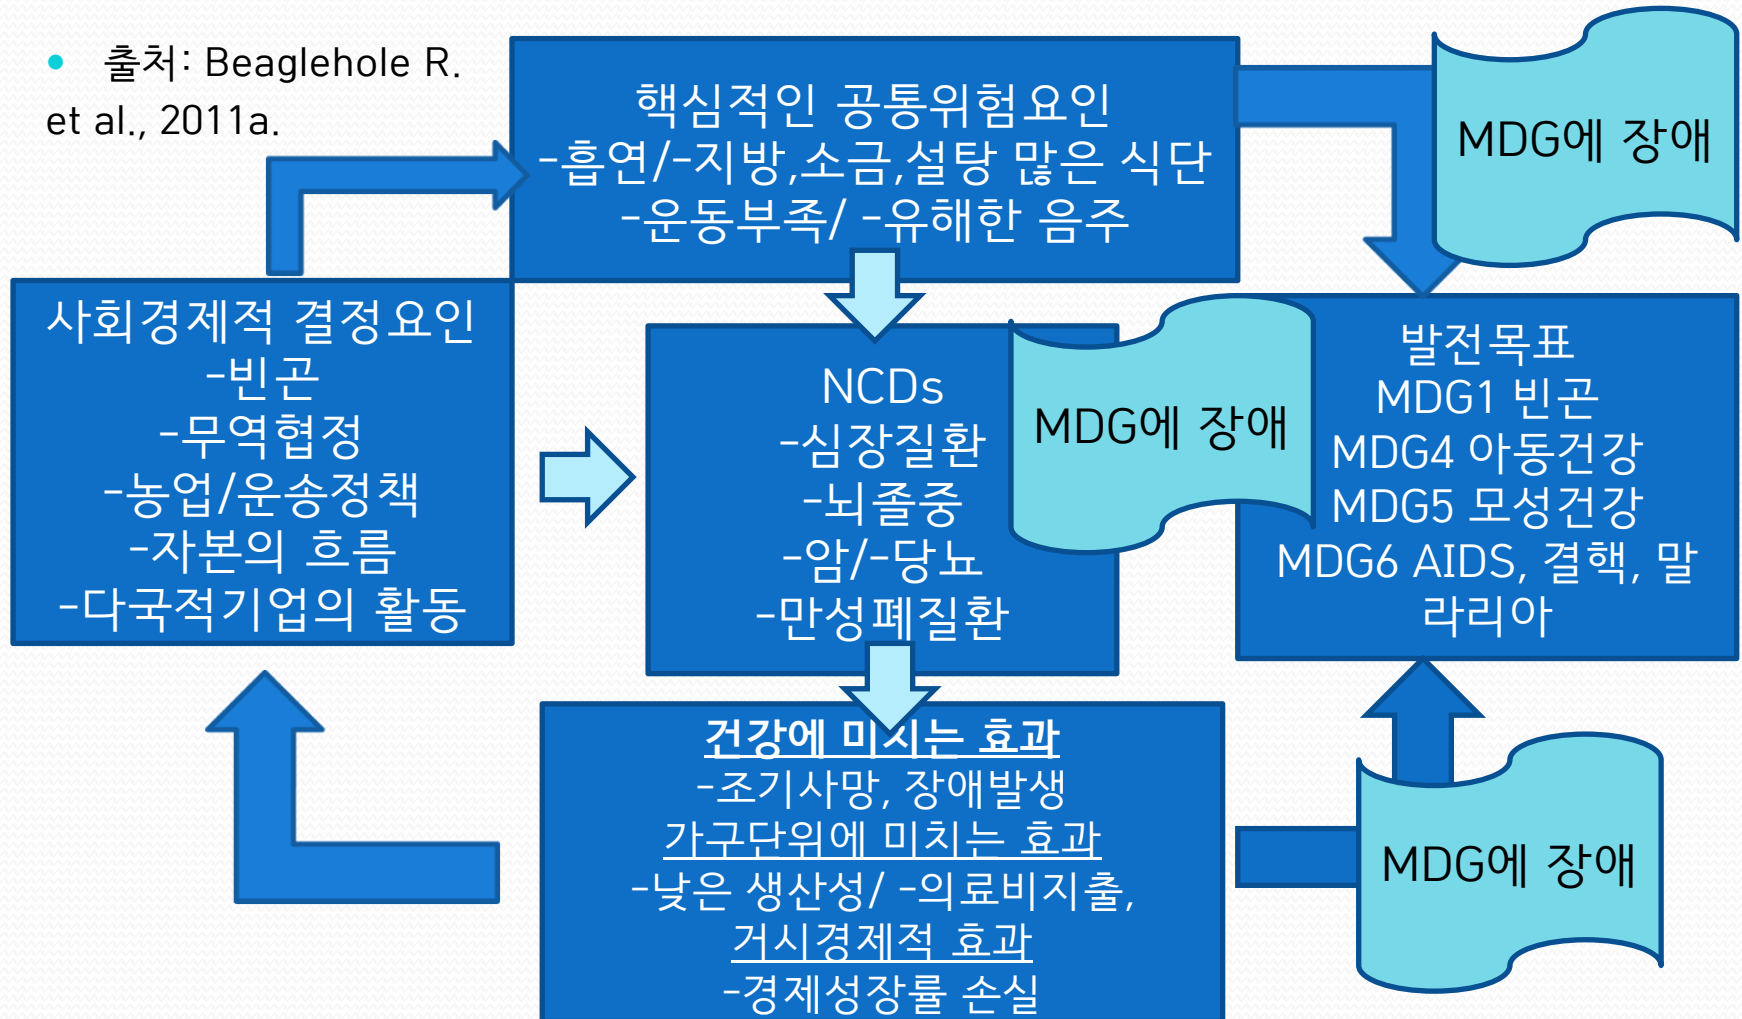 출처: Beaglehole R.
et al., 2011a.
핵심적인 공통위험요인
-흡연/-지방,소금,설탕 많은 식단
-운동부족/ -유해한 음주
MDG에 장애
사회경제적 결정요인
-빈곤
-무역협정
-농업/운송정책
-자본의 흐름
-다국적기업의 활동
NCDs
-심장질환
-뇌졸중
-암/-당뇨
-만성폐질환
MDG에 장애
발전목표
MDG1 빈곤
MDG4 아동건강
MDG5 모성건강
MDG6 AIDS, 결핵, 말
라리아
건강에 미치는 효과
-조기사망, 장애발생
가구단위에 미치는 효과
-낮은 생산성/ -의료비지출,
거시경제적 효과
-경제성장률 손실
MDG에 장애